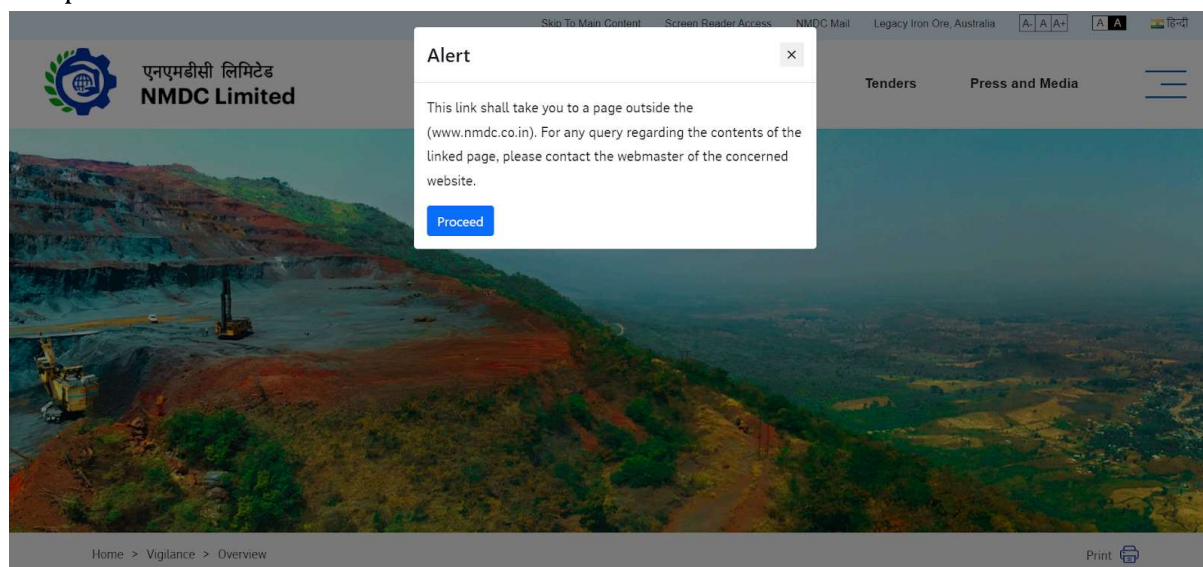 Skip To Main Content Screen Reader Access NMDC Mail Legacy Iron Ore, Australia A- A A+ A A हिन्दी
एनएमडीसी लिमिटेड
NMDC Limited
Tenders Press and Media
Alert ×
This link shall take you to a page outside the
(www.nmdc.co.in). For any query regarding the contents of the
linked page, please contact the webmaster of the concerned
website.
Proceed
Home > Vigilance > Overview
Print